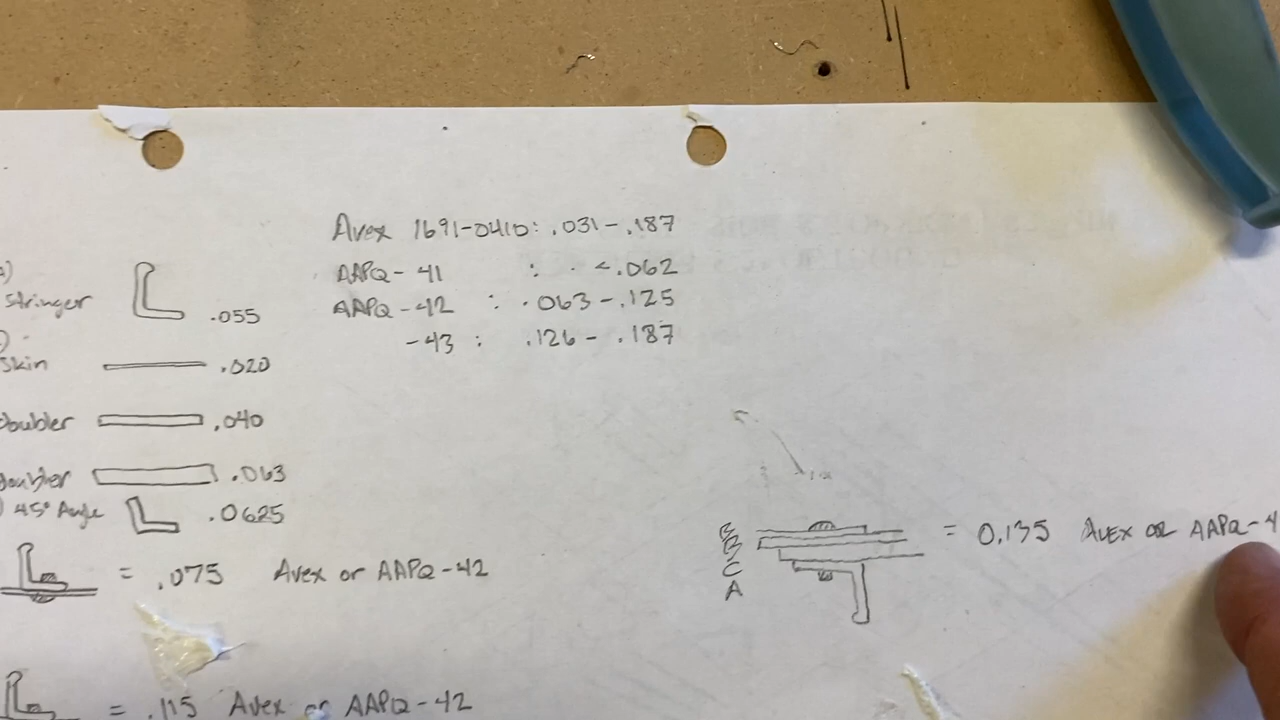 Avex 1691-0410: .031-.187
AAPQ-41 : <.062
AAPQ-42 : .063-.125
-43 : .126-.187
A)
Stringer .055
Skin .020
Doubler .040
Doubler .063
45° Angle .0625
= .075 Avex or AAPQ-42
= .115 Avex or AAPQ-42
B
B
C
A
= 0.135 AVEX OR AAPQ-4